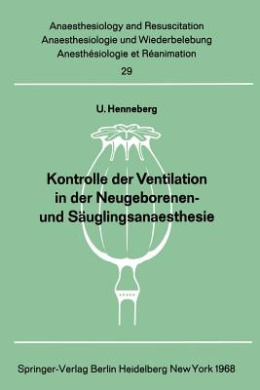 Anaesthesiology and Resuscitation
Anaesthesiologie und Wiederbelebung
Anesthésiologie et Réanimation
29
U. Henneberg
Kontrolle der Ventilation
in der Neugeborenen-
und Säuglingsanaesthesie
Springer-Verlag Berlin Heidelberg New York 1968